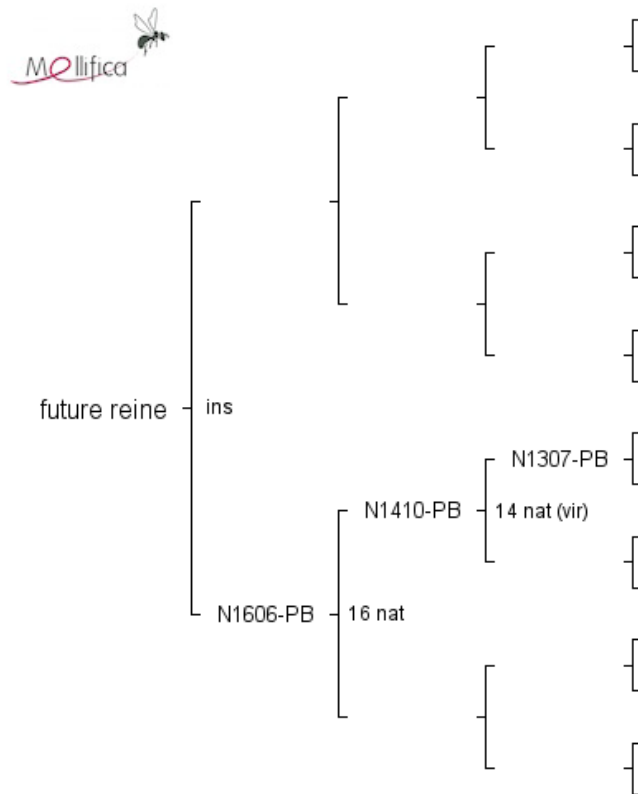 Mellifica
future reine
ins
N1307-PB
N1410-PB
14 nat (vir)
N1606-PB
16 nat